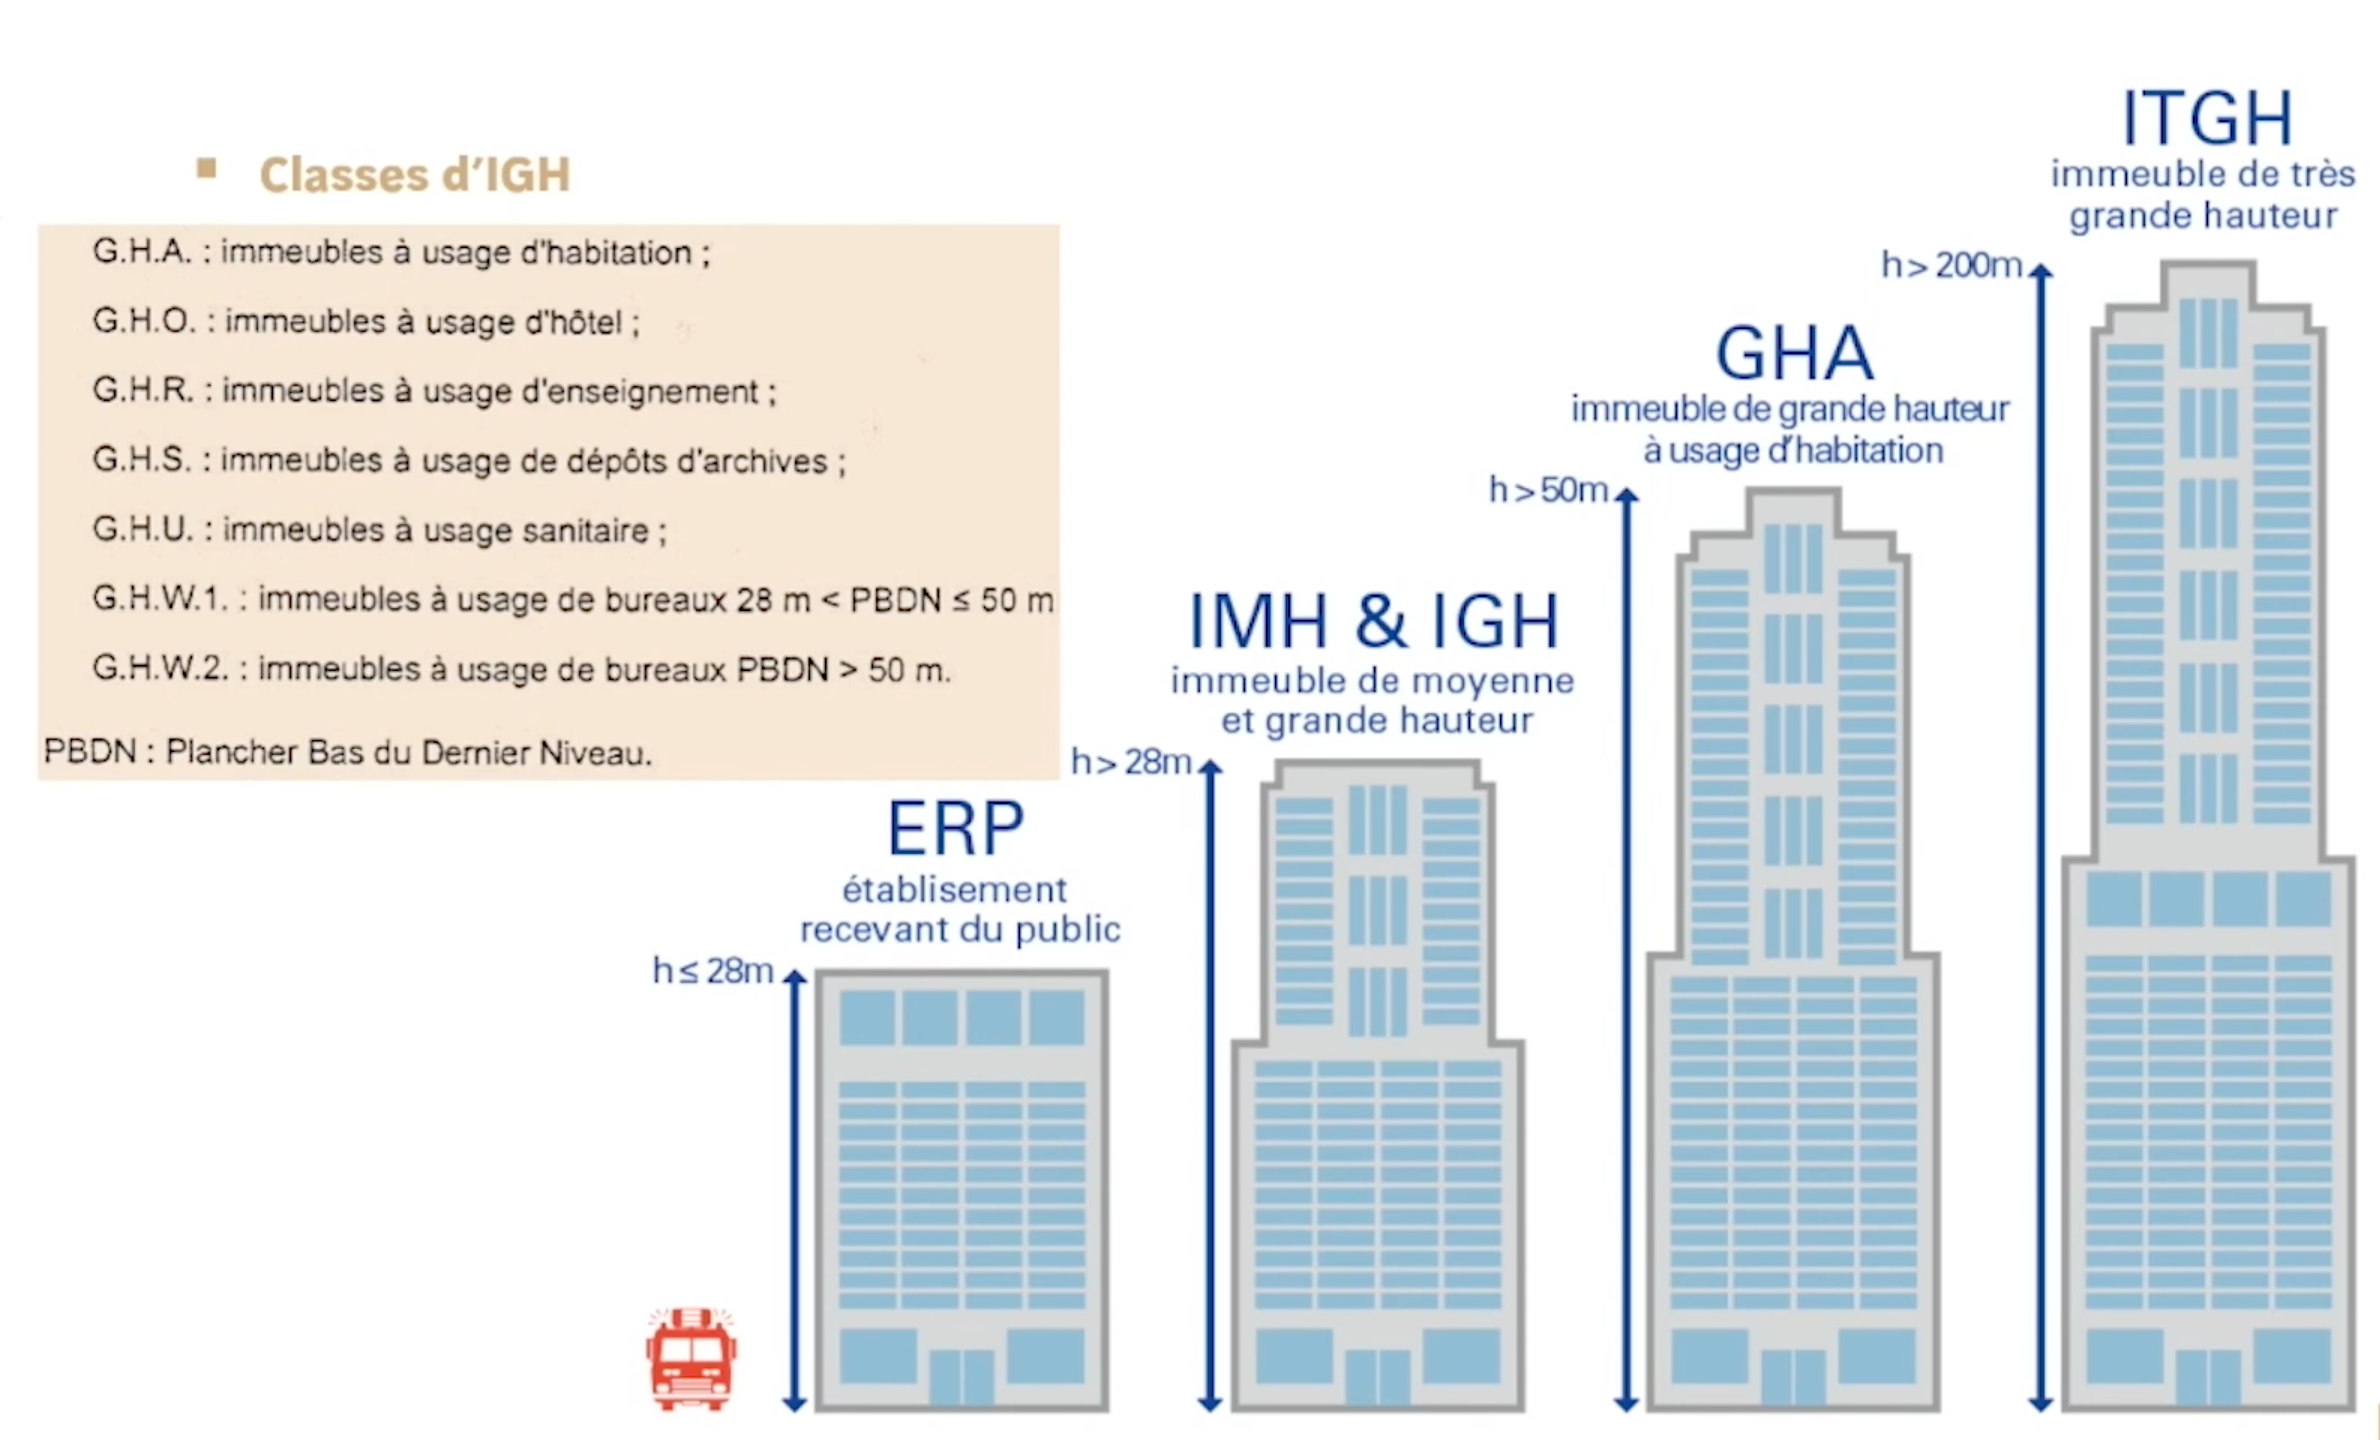 ▪ Classes d'IGH
G.H.A. : immeubles à usage d'habitation ;
G.H.O. : immeubles à usage d'hôtel ;
G.H.R. : immeubles à usage d'enseignement ;
G.H.S. : immeubles à usage de dépôts d'archives ;
G.H.U. : immeubles à usage sanitaire ;
G.H.W.1. : immeubles à usage de bureaux 28 m < PBDN ≤ 50 m
G.H.W.2. : immeubles à usage de bureaux PBDN > 50 m.
PBDN : Plancher Bas du Dernier Niveau.
ERP
établisement
recevant du public
h ≤ 28m
IMH & IGH
immeuble de moyenne
et grande hauteur
h > 28m
GHA
immeuble de grande hauteur
à usage d'habitation
h > 50m
ITGH
immeuble de très
grande hauteur
h > 200m